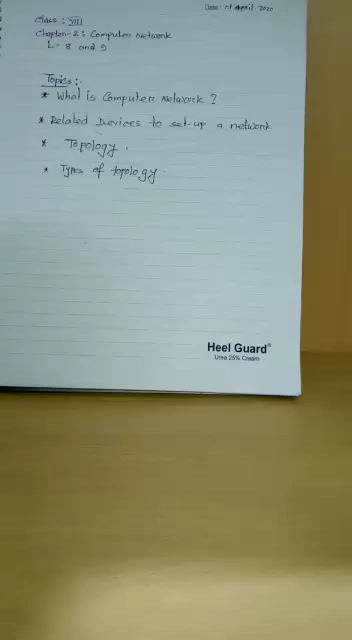 Date: 01 April, 2020
Class: VIII
Chapter-2: Computer Network
L- 8 and 9
Topics:-
* What is Computer Network ?
* Related Devices to set-up a network
* Topology.
* Types of topology
Heel Guard®
Urea 25% Cream